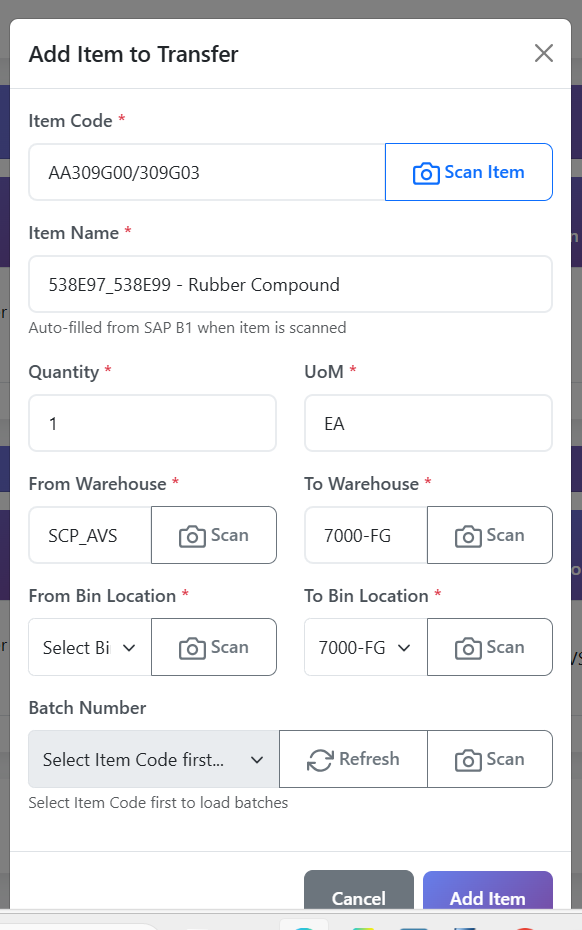 Add Item to Transfer
Item Code *
AA309G00/309G03
Scan Item
Item Name *
538E97_538E99 - Rubber Compound
Auto-filled from SAP B1 when item is scanned
Quantity *
UoM *
1
EA
From Warehouse *
To Warehouse *
SCP_AVS
Scan
7000-FG
Scan
From Bin Location *
To Bin Location *
Select Bi
Scan
7000-FG
Scan
Batch Number
Select Item Code first...
Refresh
Scan
Select Item Code first to load batches
Cancel
Add Item